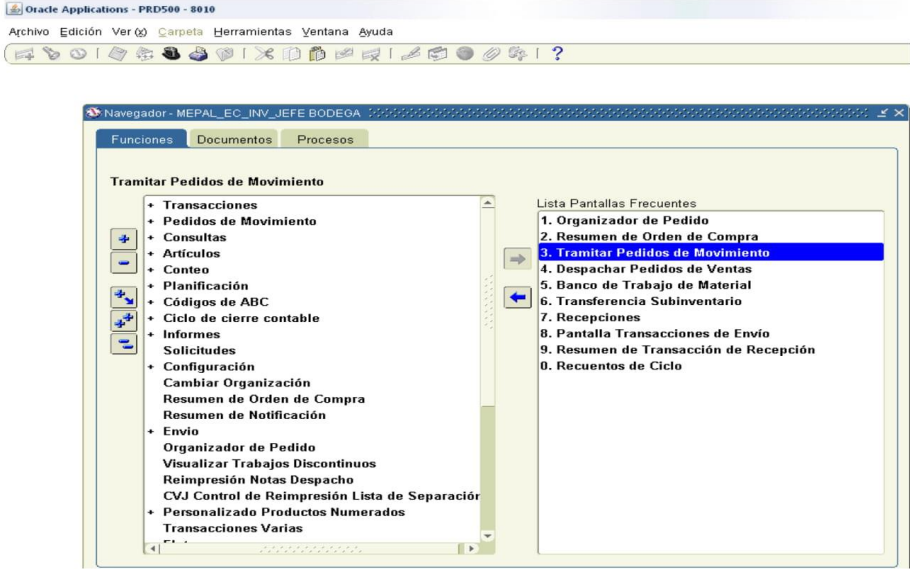 Oracle Applications - PRD500 - 8010
Archivo Edición Ver(x) Carpeta Herramientas Ventana Ayuda
Navegador - MEPAL_EC_INV_JEFE BODEGA
Funciones Documentos Procesos
Tramitar Pedidos de Movimiento
+ Transacciones
+ Pedidos de Movimiento
+ Consultas
+ Artículos
+ Conteo
+ Planificación
+ Códigos de ABC
+ Ciclo de cierre contable
+ Informes
Solicitudes
+ Configuración
Cambiar Organización
Resumen de Orden de Compra
Resumen de Notificación
+ Envio
Organizador de Pedido
Visualizar Trabajos Discontinuos
Reimpresión Notas Despacho
CVJ Control de Reimpresión Lista de Separación
+ Personalizado Productos Numerados
Transacciones Varias
Lista Pantallas Frecuentes
1. Organizador de Pedido
2. Resumen de Orden de Compra
3. Tramitar Pedidos de Movimiento
4. Despachar Pedidos de Ventas
5. Banco de Trabajo de Material
6. Transferencia Subinventario
7. Recepciones
8. Pantalla Transacciones de Envío
9. Resumen de Transacción de Recepción
0. Recuentos de Ciclo